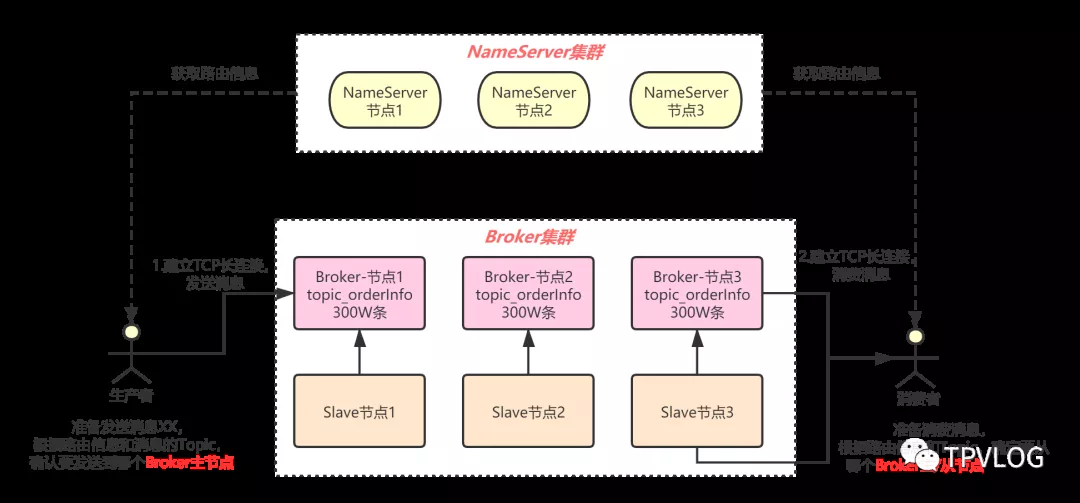 NameServer集群
获取路由信息
获取路由信息
NameServer
节点1
NameServer
节点2
NameServer
节点3
Broker集群
1.建立TCP长连接,
发送消息
2.建立TCP长连接,
消费消息
Broker-节点1
topic_orderInfo
300W条
Broker-节点2
topic_orderInfo
300W条
Broker-节点3
topic_orderInfo
300W条
生产者
消费者
Slave节点1
Slave节点2
Slave节点3
准备发送消息XX,
根据路由信息和消息的Topic,
确认要发送到哪个Broker主节点
准备消费消息,
根据路由
哪个Broker 从节点
TPVLOG